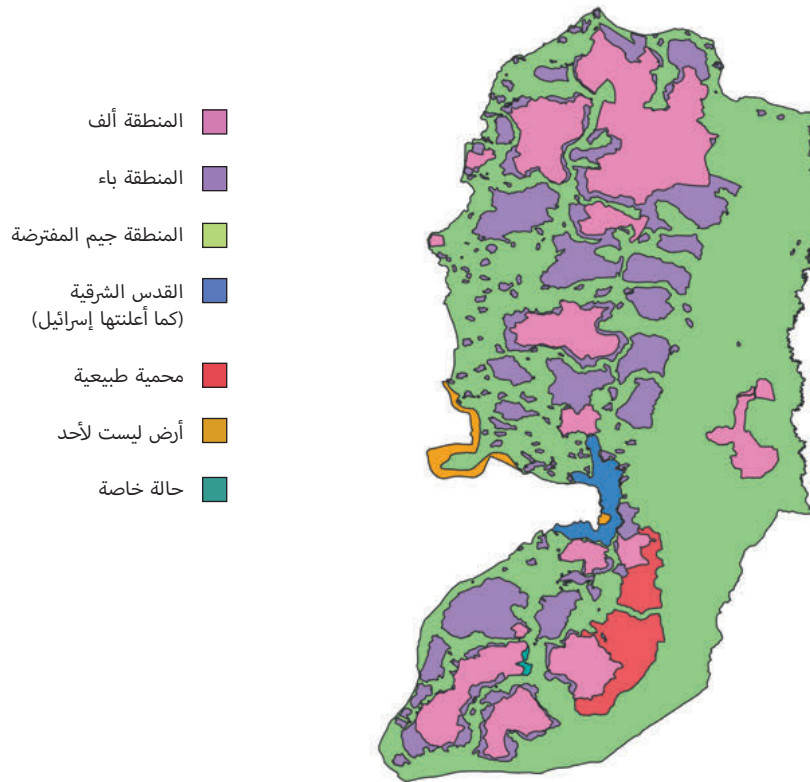 المنطقة ألف
المنطقة باء
المنطقة جيم المفترضة
القدس الشرقية
(كما أعلنتها إسرائيل)
محمية طبيعية
أرض ليست لأحد
حالة خاصة